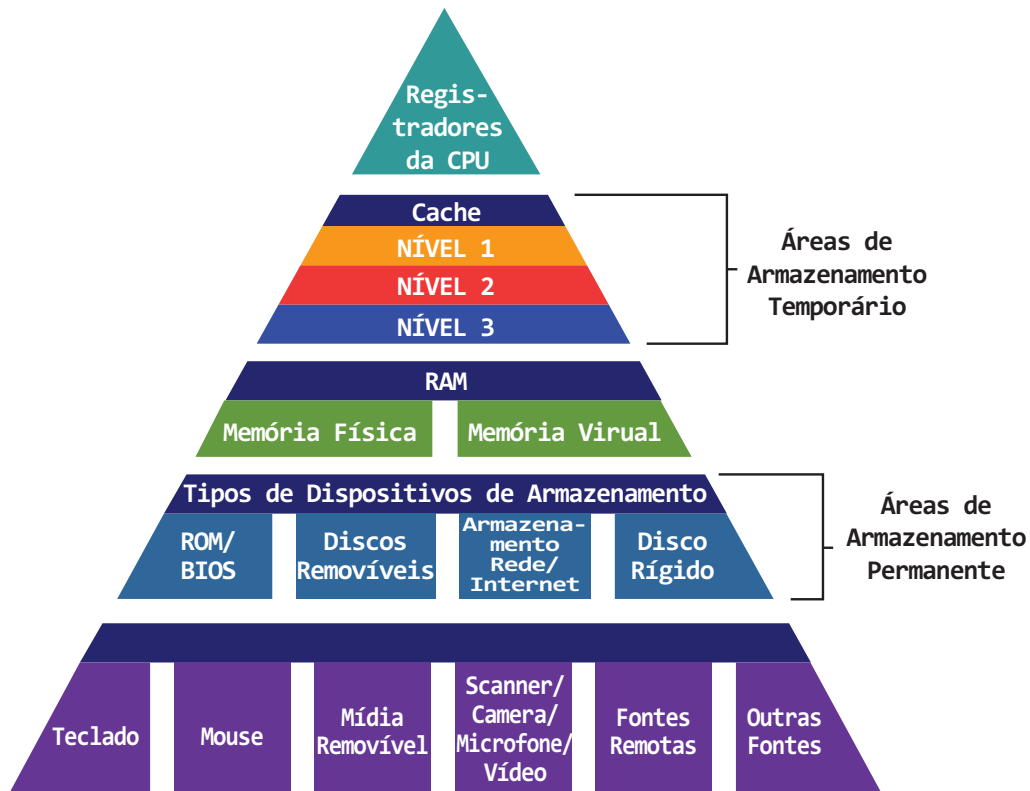 Regis-
tradores
da CPU
Cache
NÍVEL 1
NÍVEL 2
NÍVEL 3
Áreas de
Armazenamento
Temporário
RAM
Memória Física
Memória Virual
Tipos de Dispositivos de Armazenamento
ROM/
BIOS
Discos
Removíveis
Armazena-
mento
Rede/
Internet
Disco
Rígido
Áreas de
Armazenamento
Permanente
Teclado
Mouse
Mídia
Removível
Scanner/
Camera/
Microfone/
Vídeo
Fontes
Remotas
Outras
Fontes